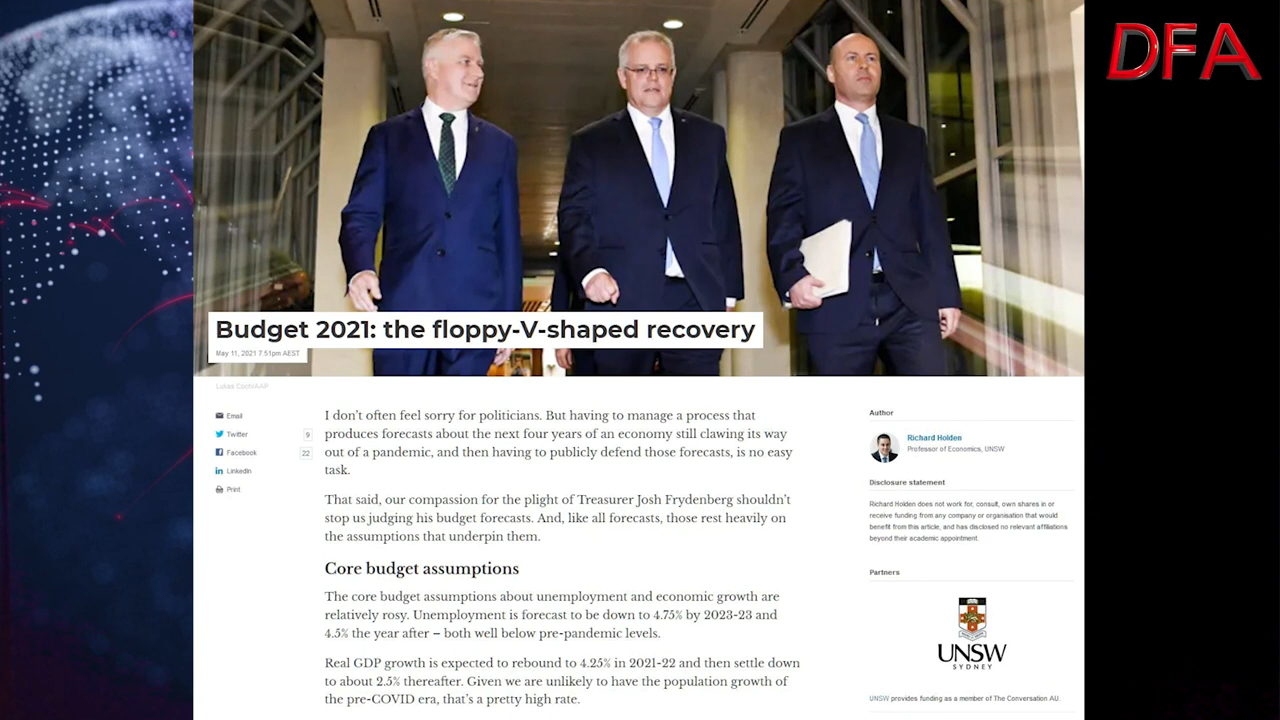 DFA
Budget 2021: the floppy-V-shaped recovery
May 11, 2021 7.51pm AEST
Lukas Coch/AAP
Email
Twitter 9
Facebook 22
LinkedIn
Print
I don't often feel sorry for politicians. But having to manage a process that
produces forecasts about the next four years of an economy still clawing its way
out of a pandemic, and then having to publicly defend those forecasts, is no easy
task.
That said, our compassion for the plight of Treasurer Josh Frydenberg shouldn't
stop us judging his budget forecasts. And, like all forecasts, those rest heavily on
the assumptions that underpin them.
Core budget assumptions
The core budget assumptions about unemployment and economic growth are
relatively rosy. Unemployment is forecast to be down to 4.75% by 2023-23 and
4.5% the year after – both well below pre-pandemic levels.
Real GDP growth is expected to rebound to 4.25% in 2021-22 and then settle down
to about 2.5% thereafter. Given we are unlikely to have the population growth of
the pre-COVID era, that's a pretty high rate.
Author
Richard Holden
Professor of Economics, UNSW
Disclosure statement
Richard Holden does not work for, consult, own shares in or
receive funding from any company or organisation that would
benefit from this article, and has disclosed no relevant affiliations
beyond their academic appointment.
Partners
UNSW
SYDNEY
UNSW provides funding as a member of The Conversation AU.